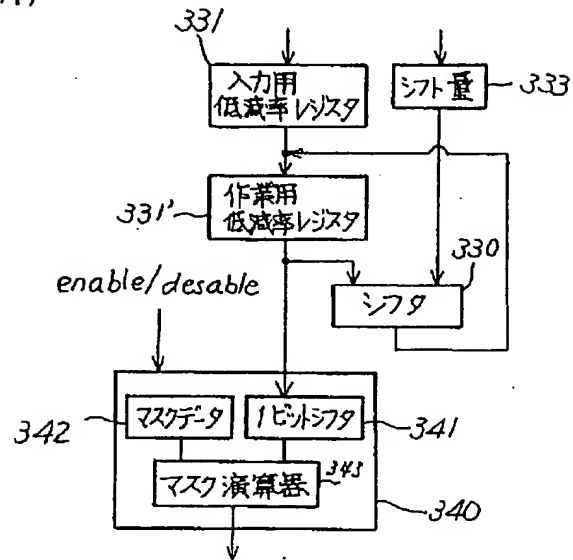 331
入力用
低減率レジスタ
シフト量
333
作業用
低減率レジスタ
331'
330
enable/desable
シフタ
マスクデータ
1ビットシフタ
342
341
マスク演算器
343
340